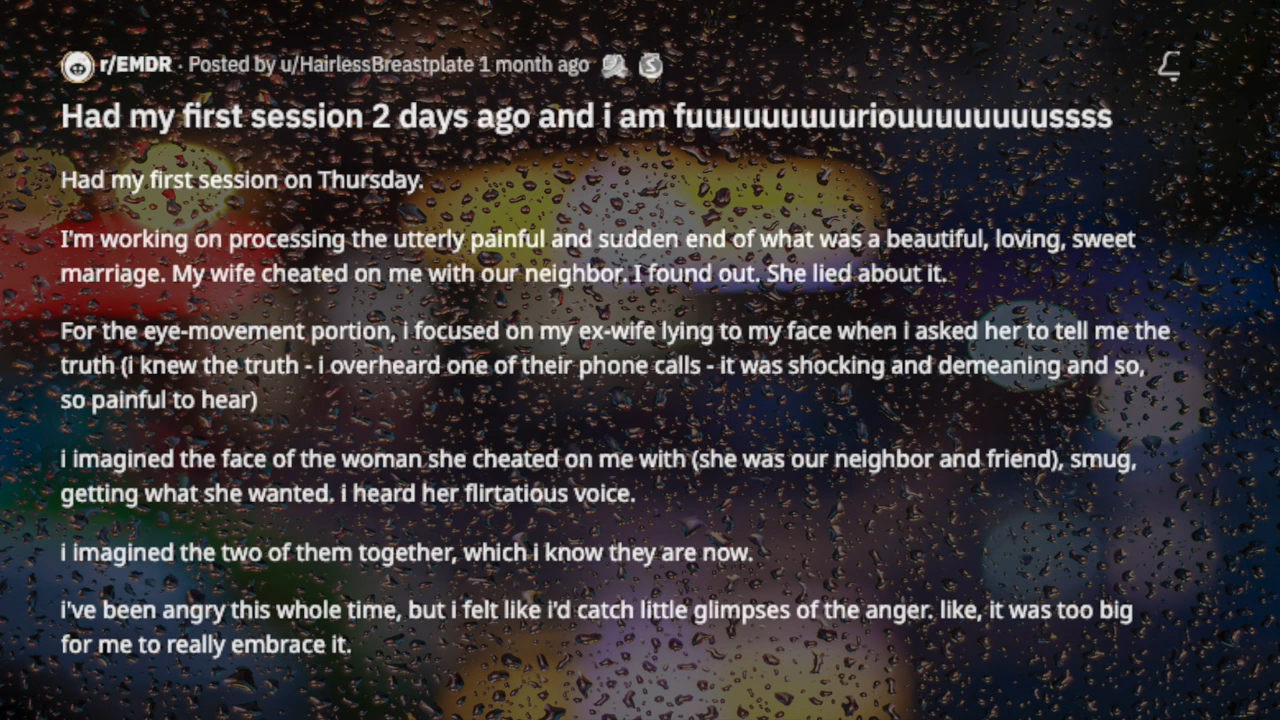 r/EMDR · Posted by u/HairlessBreastplate 1 month ago
Had my first session 2 days ago and i am fuuuuuuuuuriouuuuuuuuussss
Had my first session on Thursday.
I'm working on processing the utterly painful and sudden end of what was a beautiful, loving, sweet
marriage. My wife cheated on me with our neighbor. I found out. She lied about it.
For the eye-movement portion, i focused on my ex-wife lying to my face when i asked her to tell me the
truth (i knew the truth - i overheard one of their phone calls - it was shocking and demeaning and so,
so painful to hear)
i imagined the face of the woman she cheated on me with (she was our neighbor and friend), smug,
getting what she wanted. i heard her flirtatious voice.
i imagined the two of them together, which i know they are now.
i've been angry this whole time, but i felt like i'd catch little glimpses of the anger. like, it was too big
for me to really embrace it.